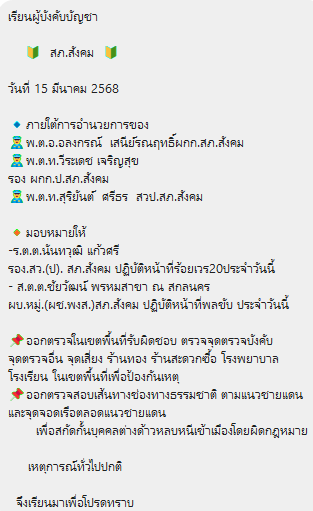 เรียนผู้บังคับบัญชา
🔰 สภ.สังคม 🔰
วันที่ 15 มีนาคม 2568
🔹ภายใต้การอำนวยการของ
👮‍♂️พ.ต.อ.อลงกรณ์ เสนีย์รณฤทธิ์ผกก.สภ.สังคม
👮‍♂️พ.ต.ท.วีระเดช เจริญสุข
รอง ผกก.ป.สภ.สังคม
👮‍♂️พ.ต.ท.สุริยันต์ ศรีธร สวป.สภ.สังคม
🔸มอบหมายให้
-ร.ต.ต.นันทวุฒิ แก้วศรี
รอง.สว.(ป). สภ.สังคม ปฏิบัติหน้าที่ร้อยเวร20ประจำวันนี้
- ส.ต.ต.ชัยวัฒน์ พรหมสาขา ณ สกลนคร
ผบ.หมู่.(ผช.พงส.)สภ.สังคม ปฏิบัติหน้าที่พลขับ ประจำวันนี้
📌ออกตรวจในเขตพื้นที่รับผิดชอบ ตรวจจุดตรวจบังคับ
จุดตรวจอื่น จุดเสี่ยง ร้านทอง ร้านสะดวกซื้อ โรงพยาบาล
โรงเรียน ในเขตพื้นที่เพื่อป้องกันเหตุ
📌ออกตรวจสอบเส้นทางช่องทางธรรมชาติ ตามแนวชายแดน
และจุดจอดเรือตลอดแนวชายแดน
เพื่อสกัดกั้นบุคคลต่างด้าวหลบหนีเข้าเมืองโดยผิดกฎหมาย
เหตุการณ์ทั่วไปปกติ
จึงเรียนมาเพื่อโปรดทราบ